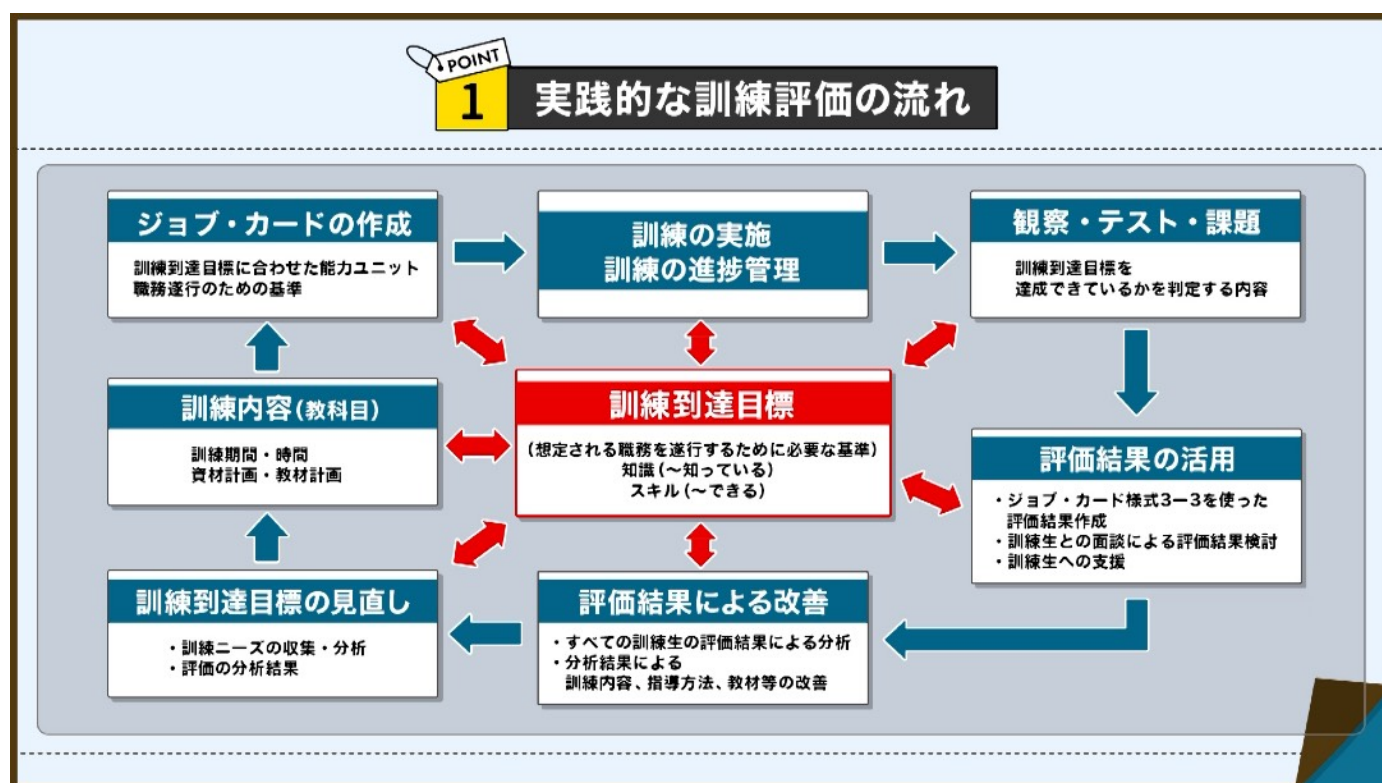 POINT
1
実践的な訓練評価の流れ
ジョブ・カードの作成
訓練到達目標に合わせた能力ユニット
職務遂行のための基準
訓練の実施
訓練の進捗管理
観察・テスト・課題
訓練到達目標を
達成できているかを判定する内容
訓練内容(教科目)
訓練期間・時間
資材計画・教材計画
訓練到達目標
(想定される職務を遂行するために必要な基準)
知識(〜知っている)
スキル(〜できる)
評価結果の活用
・ジョブ・カード様式3ー3を使った
評価結果作成
・訓練生との面談による評価結果検討
・訓練生への支援
訓練到達目標の見直し
・訓練ニーズの収集・分析
・評価の分析結果
評価結果による改善
・すべての訓練生の評価結果による分析
・分析結果による
訓練内容、指導方法、教材等の改善